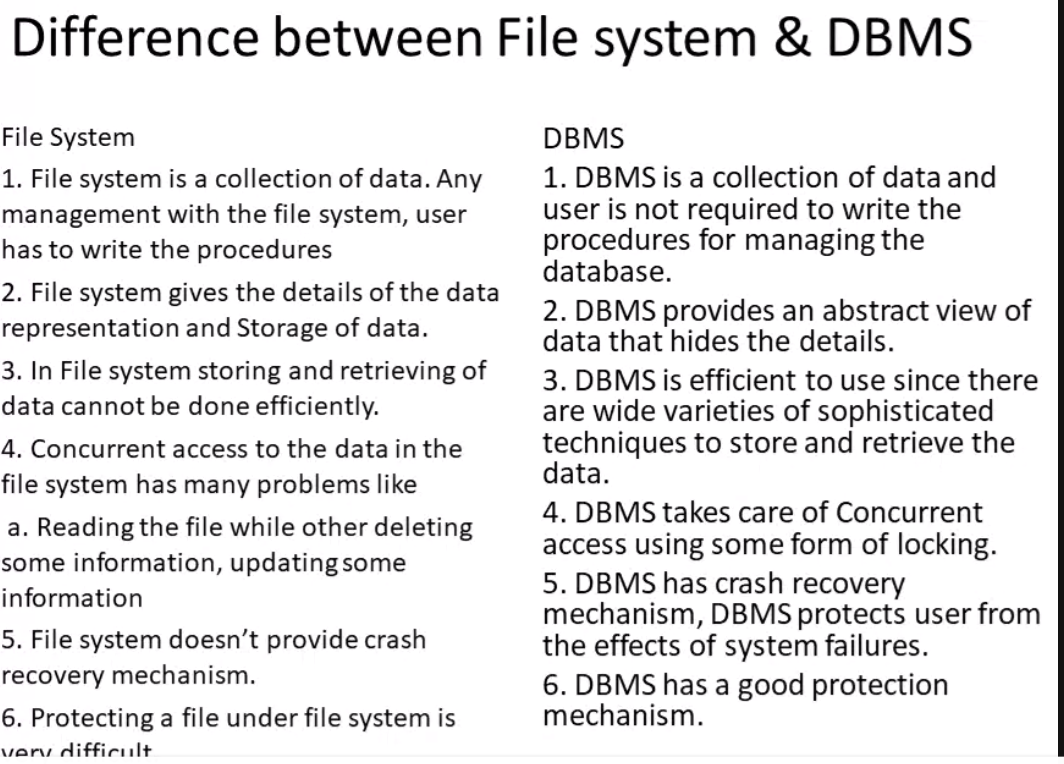 Difference between File system & DBMS
File System
1. File system is a collection of data. Any
management with the file system, user
has to write the procedures
2. File system gives the details of the data
representation and Storage of data.
3. In File system storing and retrieving of
data cannot be done efficiently.
4. Concurrent access to the data in the
file system has many problems like
a. Reading the file while other deleting
some information, updating some
information
5. File system doesn’t provide crash
recovery mechanism.
6. Protecting a file under file system is
very difficult
DBMS
1. DBMS is a collection of data and
user is not required to write the
procedures for managing the
database.
2. DBMS provides an abstract view of
data that hides the details.
3. DBMS is efficient to use since there
are wide varieties of sophisticated
techniques to store and retrieve the
data.
4. DBMS takes care of Concurrent
access using some form of locking.
5. DBMS has crash recovery
mechanism, DBMS protects user from
the effects of system failures.
6. DBMS has a good protection
mechanism.